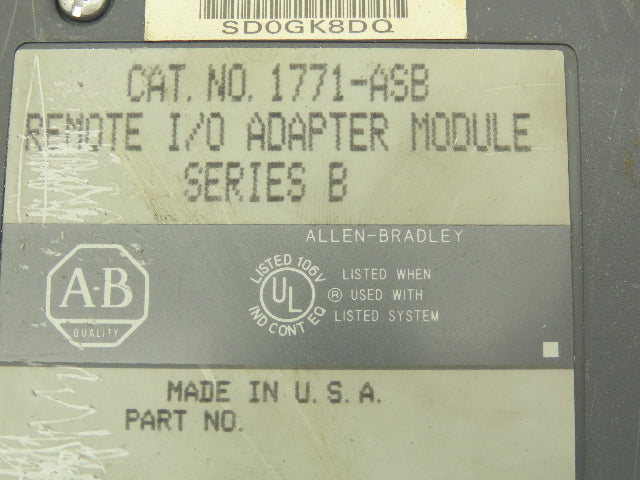 SD0GK8DQ
CAT. NO. 1771-ASB
REMOTE I/O ADAPTER MODULE
SERIES B
ALLEN-BRADLEY
A-B
QUALITY
LISTED 106V
UL
IND CONT EQ
®
LISTED WHEN
USED WITH
LISTED SYSTEM
MADE IN U.S.A.
PART NO.